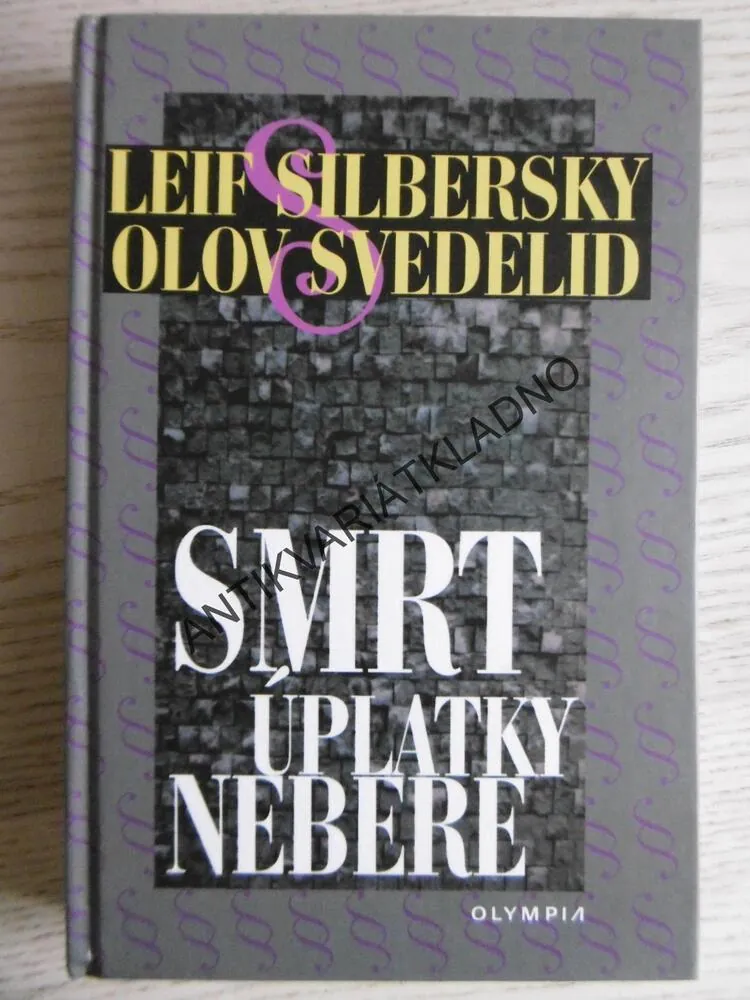 LEIF SILBERSKY
OLOV SVEDELID
ANTIKVARIÁTKLADNO
SMRT
ÚPLATKY
NEBERE
OLYMPIA